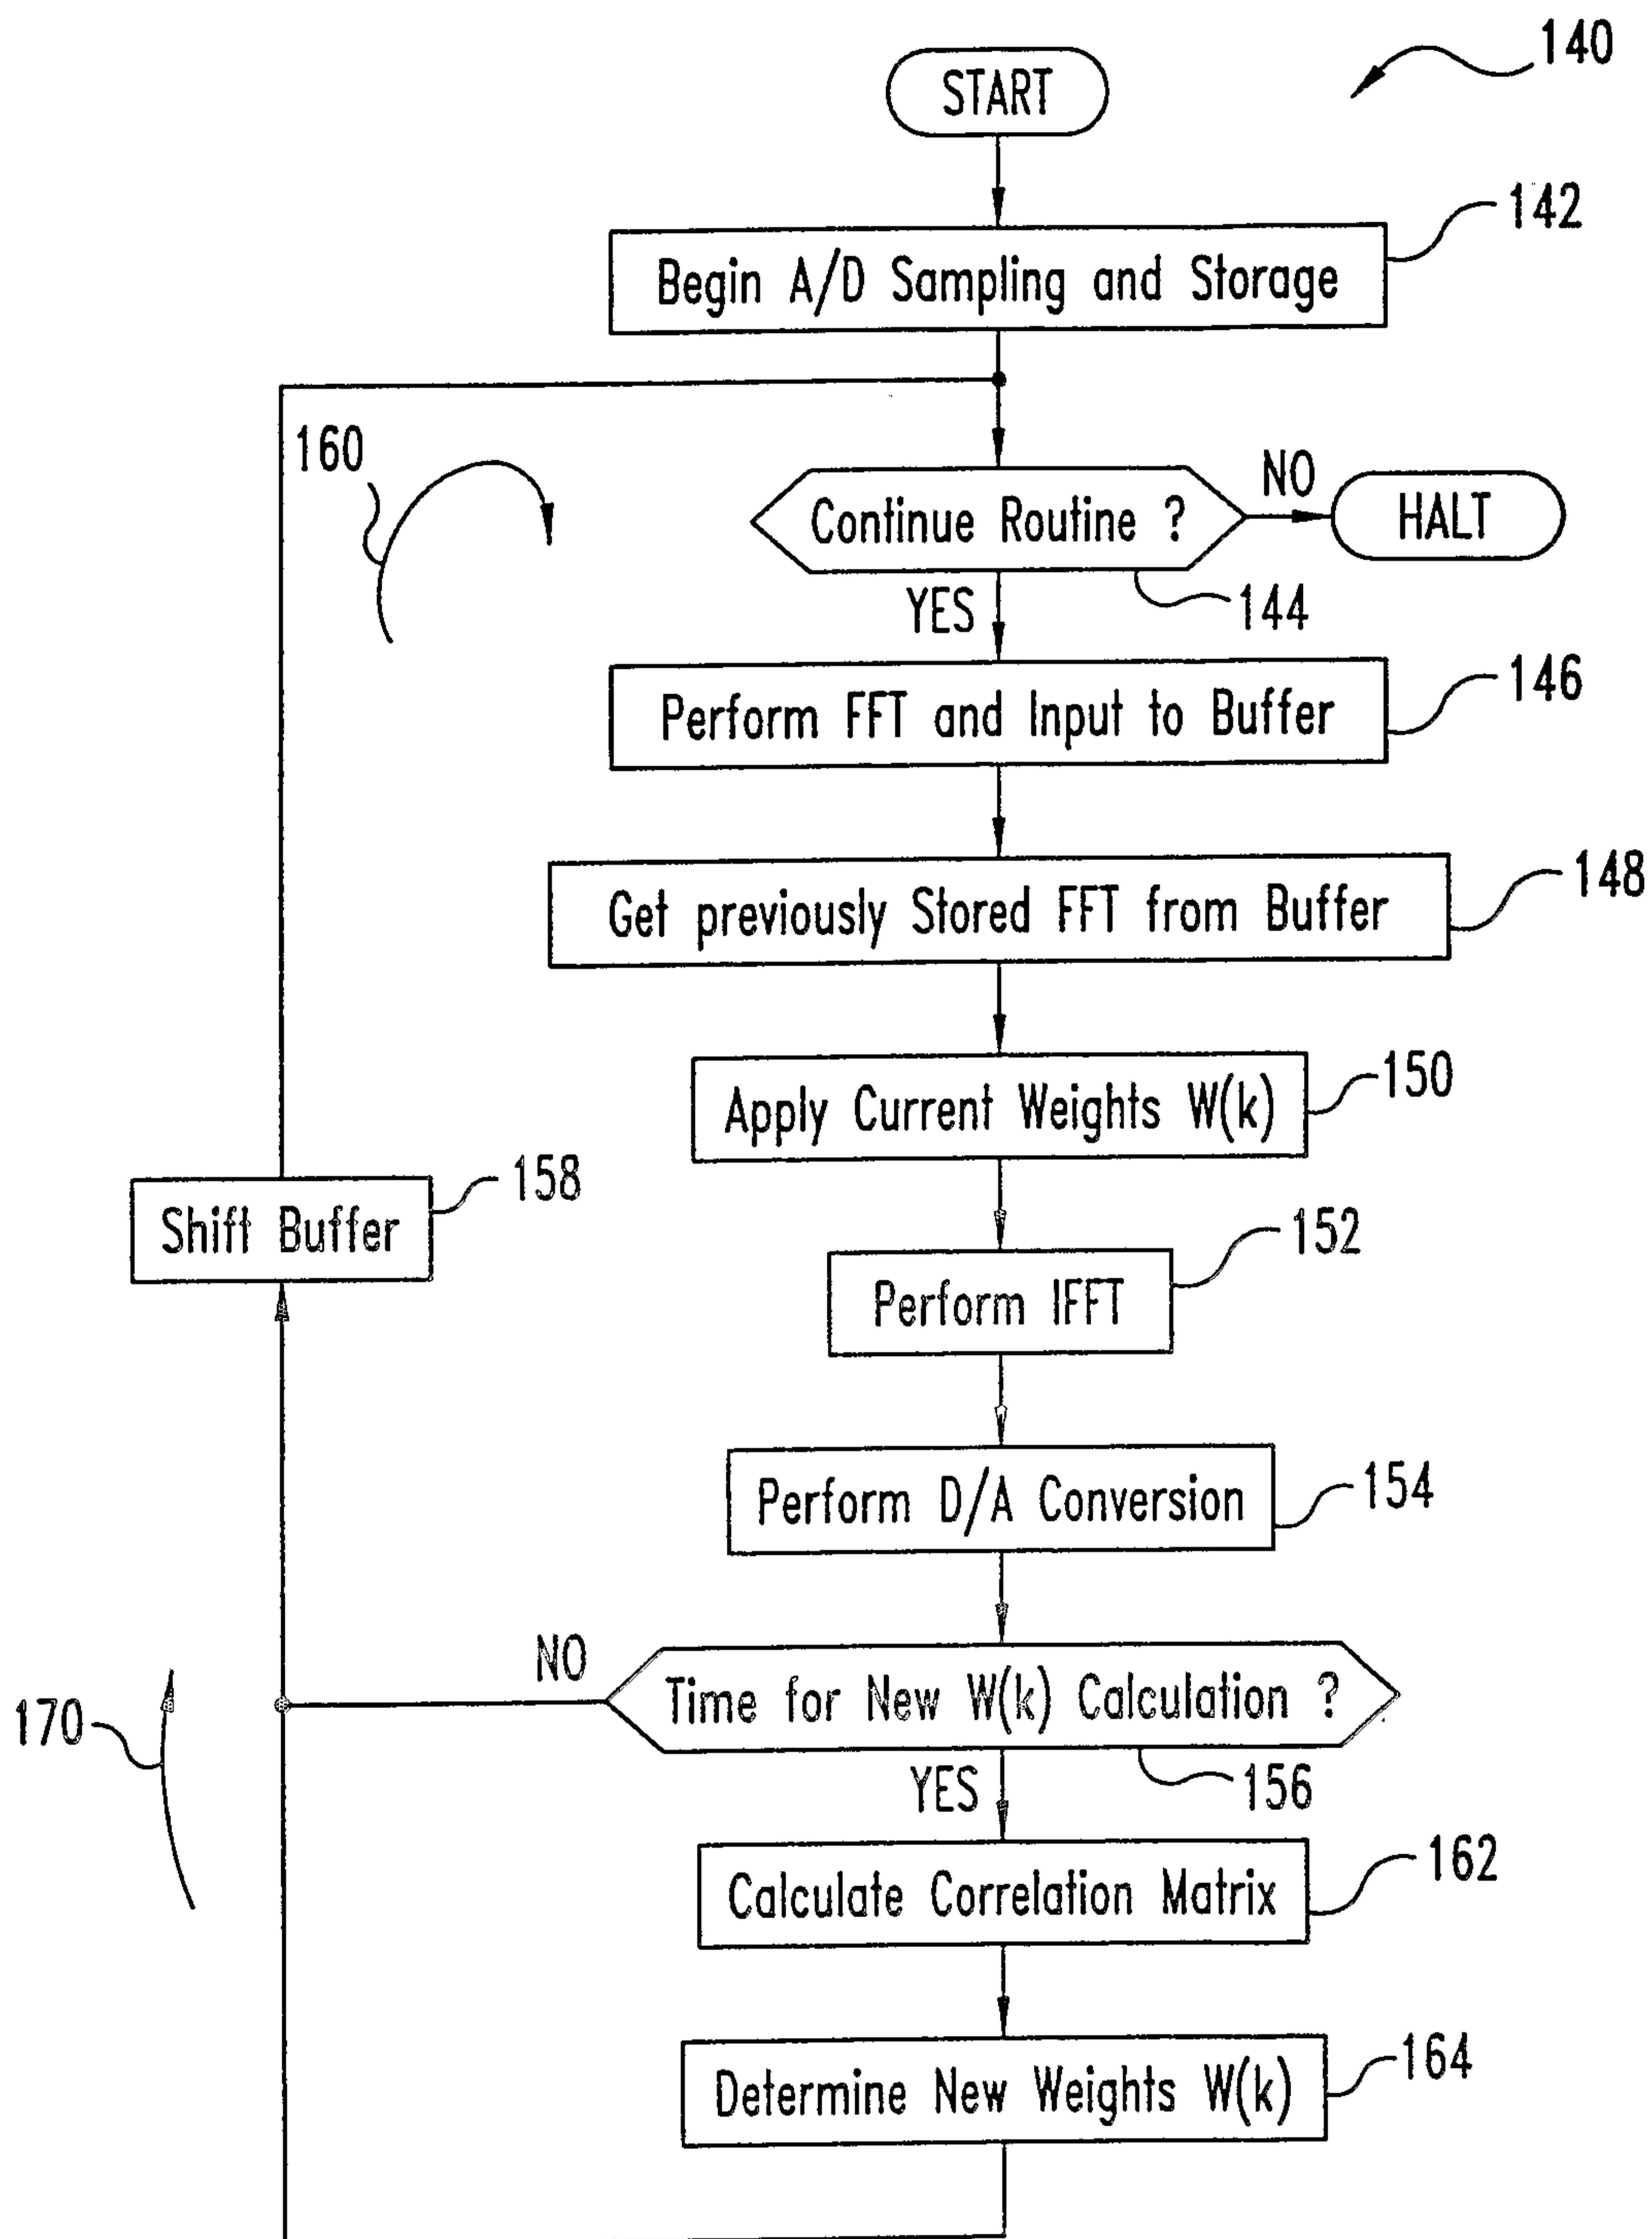 140
START
142
Begin A/D Sampling and Storage
160
Continue Routine ?
NO
HALT
YES
144
146
Perform FFT and Input to Buffer
148
Get previously Stored FFT from Buffer
150
Apply Current Weights W(k)
158
Shift Buffer
152
Perform IFFT
154
Perform D/A Conversion
NO
Time for New W(k) Calculation ?
170
YES
156
162
Calculate Correlation Matrix
164
Determine New Weights W(k)